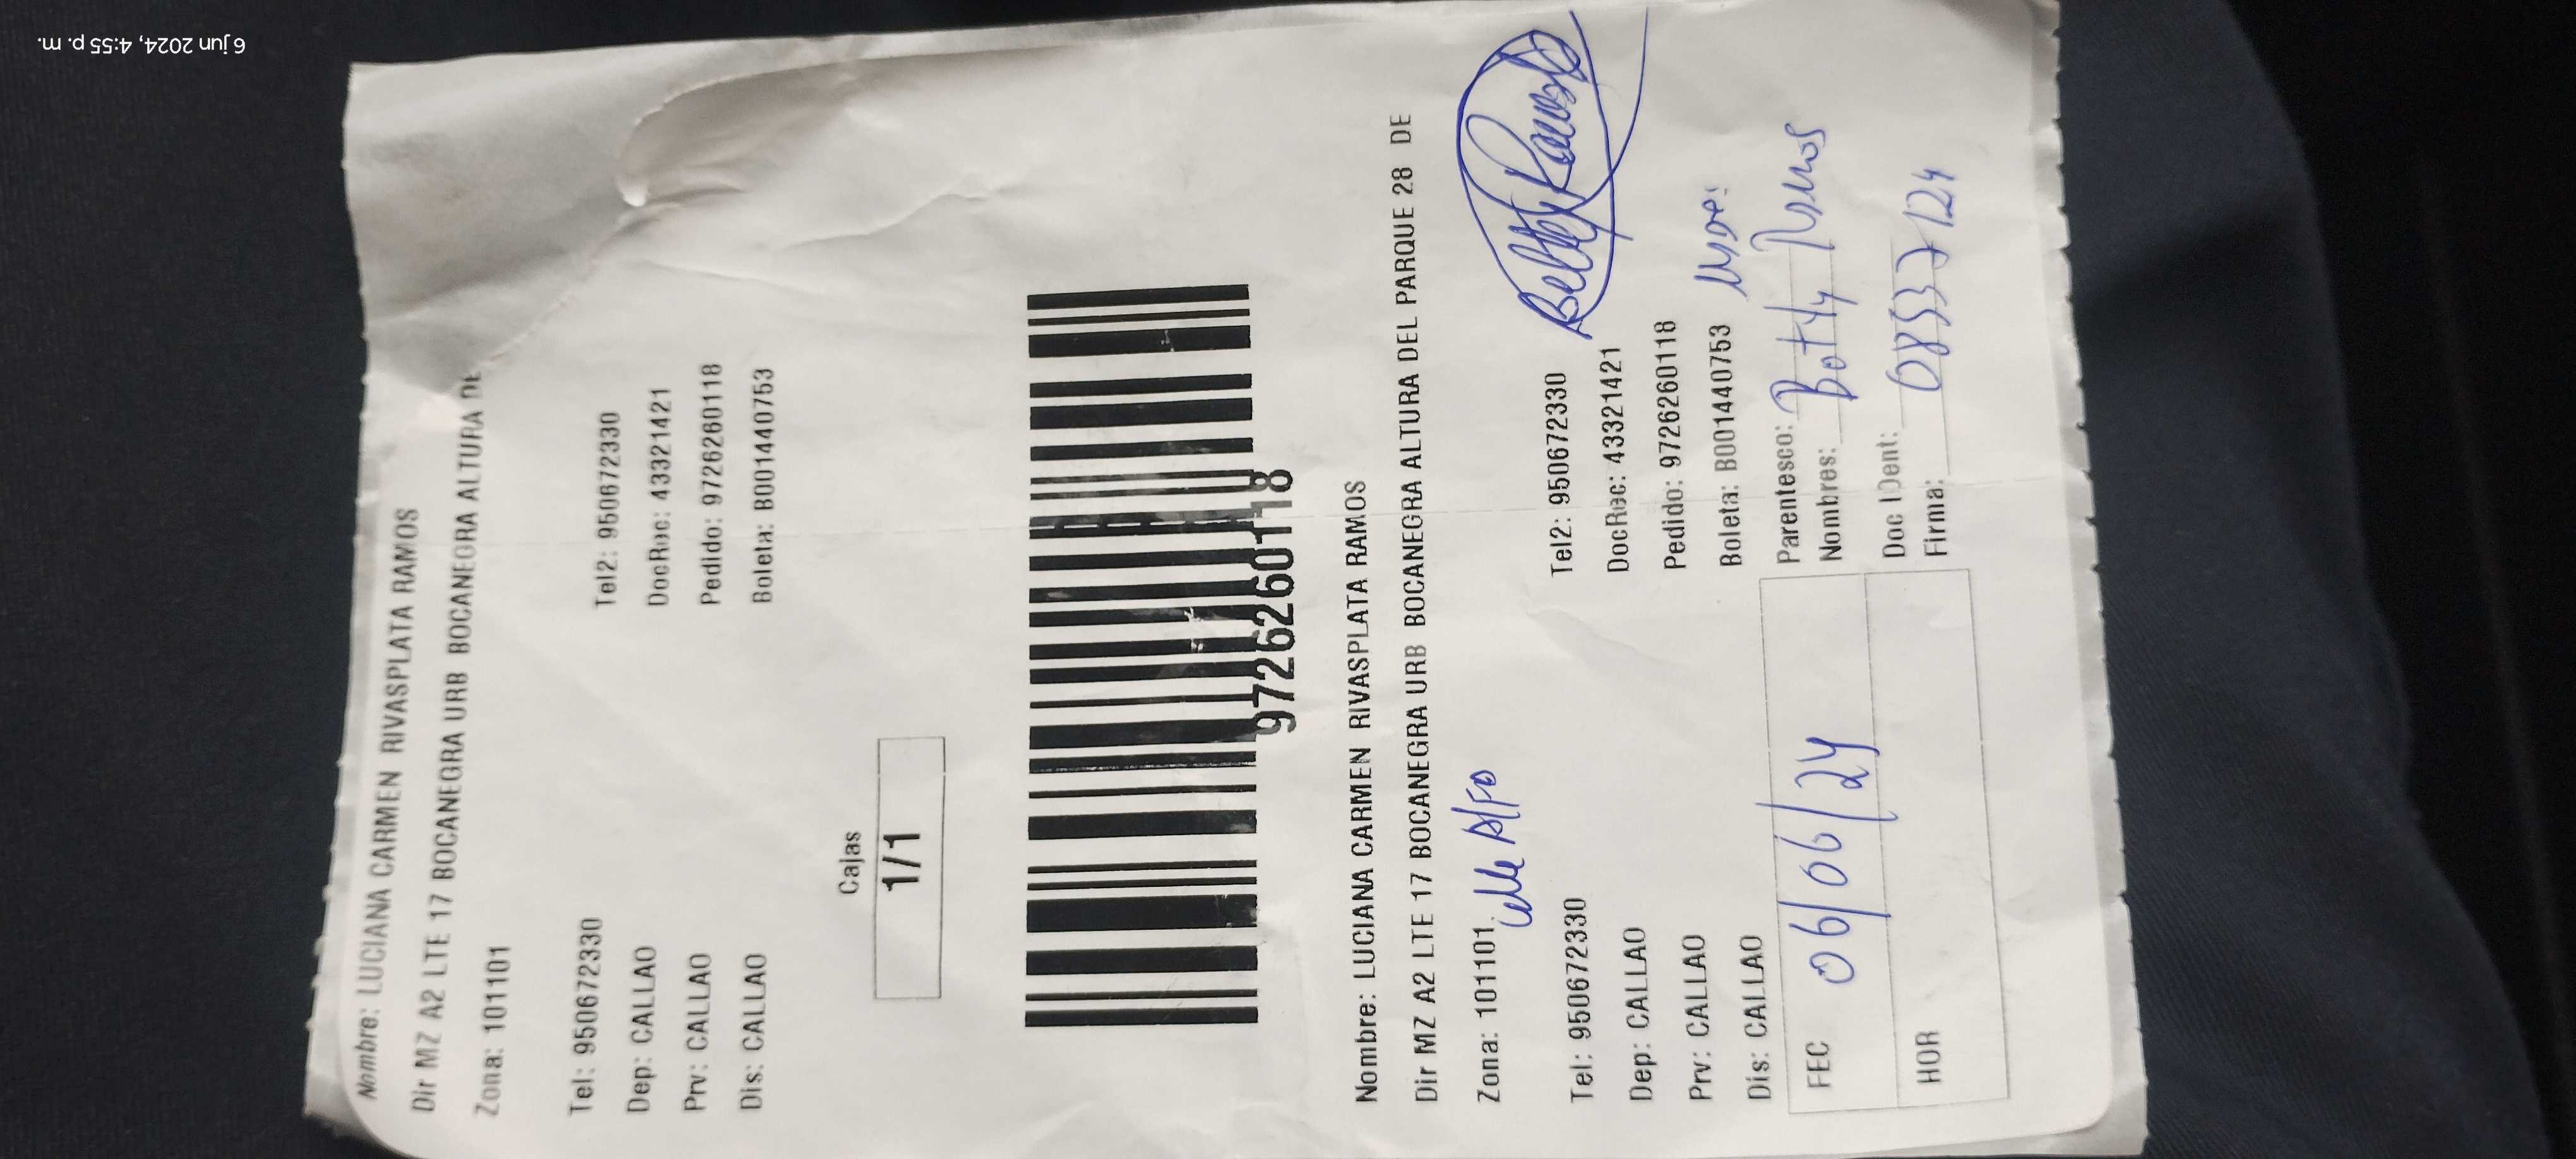 6 jun 2024, 4:55 p. m.
Nombre: LUCIANA CARMEN RIVASPLATA RAMOS
Dir MZ A2 LTE 17 BOCANEGRA URB BOCANEGRA ALTURA DE
Zona: 101101
Tel: 950672330 Tel2: 950672330
Dep: CALLAO DocRec: 43321421
Prv: CALLAO Pedido: 97262601118
Dis: CALLAO Boleta: B001440753
Cajas
1/1
97262601118
Nombre: LUCIANA CARMEN RIVASPLATA RAMOS
Dir MZ A2 LTE 17 BOCANEGRA URB BOCANEGRA ALTURA DEL PARQUE 28 DE
Zona: 101101
Tel: 950672330 Tel2: 950672330
Dep: CALLAO DocRec: 43321421
Prv: CALLAO Pedido: 97262601118
Dis: CALLAO Boleta: B001440753
FEC 06/06/24 Parentesco:
Nombres: Betty Ramos
HOR Doc IDent:
Firma: